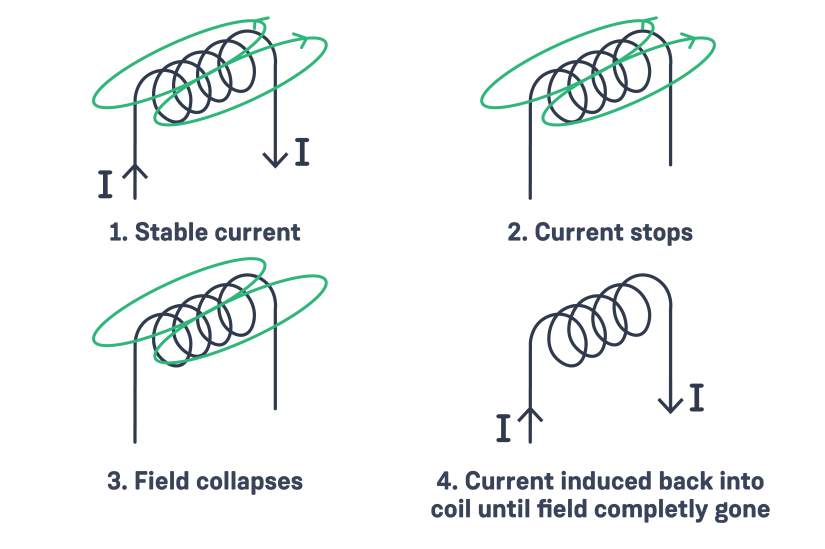 I
I
1. Stable current
2. Current stops
3. Field collapses
I
I
4. Current induced back into
coil until field completly gone